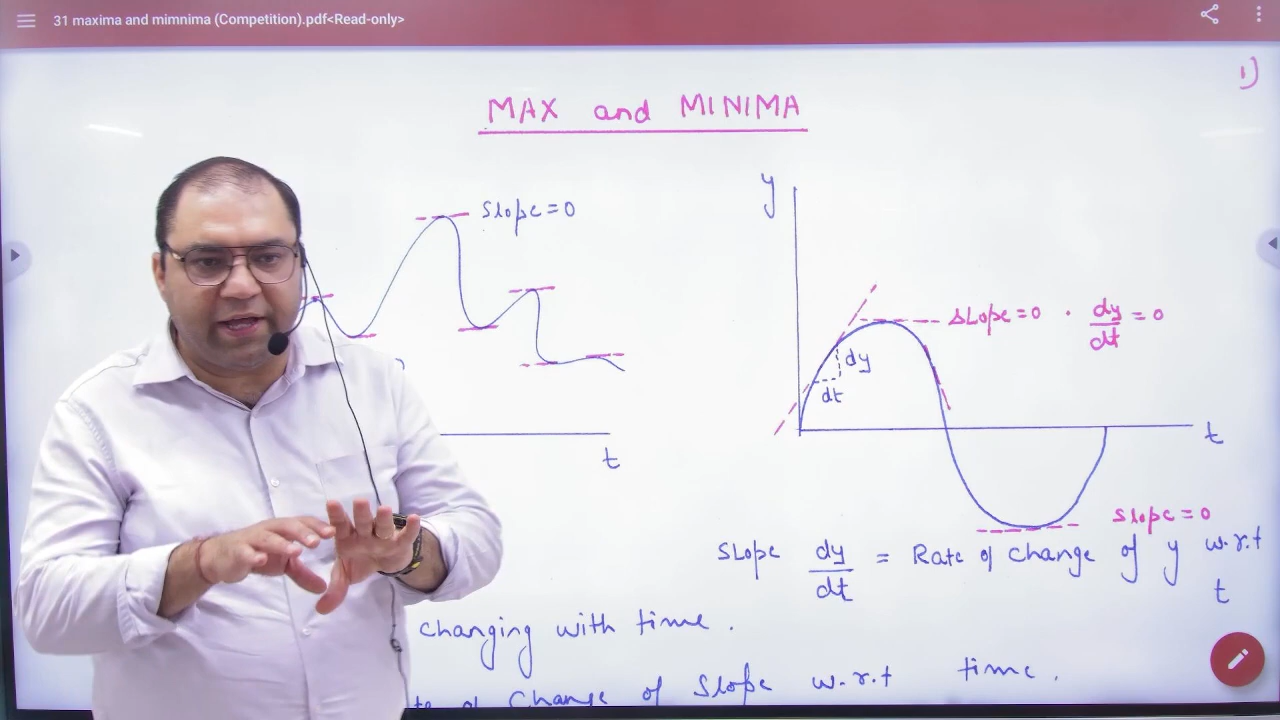 31 maxima and mimnima (Competition).pdf<Read-only>
1)
MAX and MINIMA
Slope = 0
t
y
SLope = 0 . dy/dt = 0
dy
dt
t
Slope = 0
SLope dy/dt = Rate of Change of y w.r.t
t
changing with time.
Change of Slope w.r.t time.